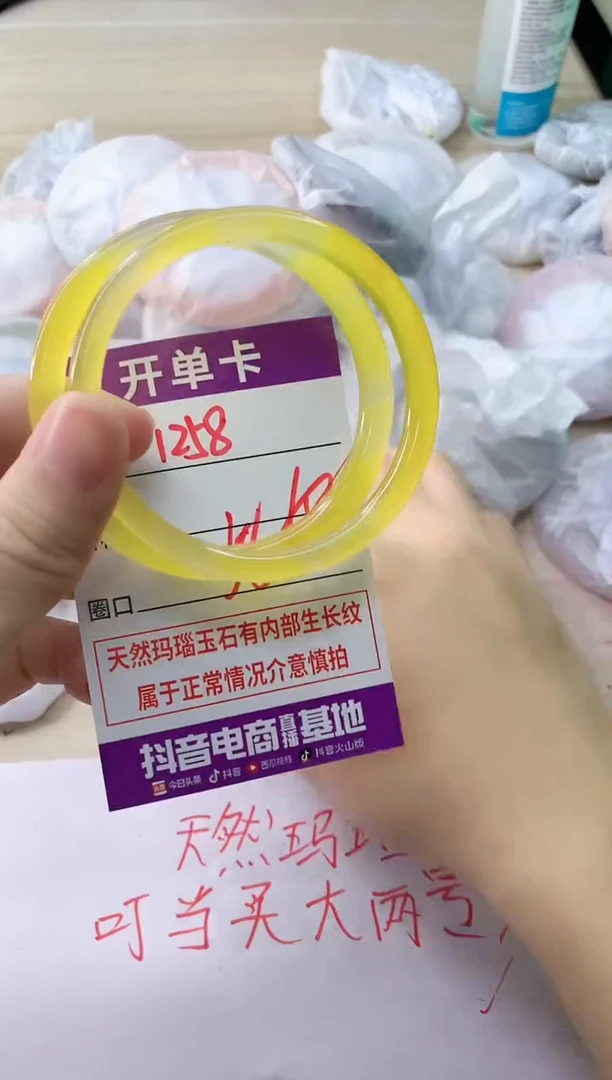 开单卡
1258
圈口
天然玛瑙玉石有内部生长纹
属于正常情况介意慎拍
抖音电商直播基地
今日头条 抖音 西瓜视频 抖音火山版
天然玛
叮当买大两号